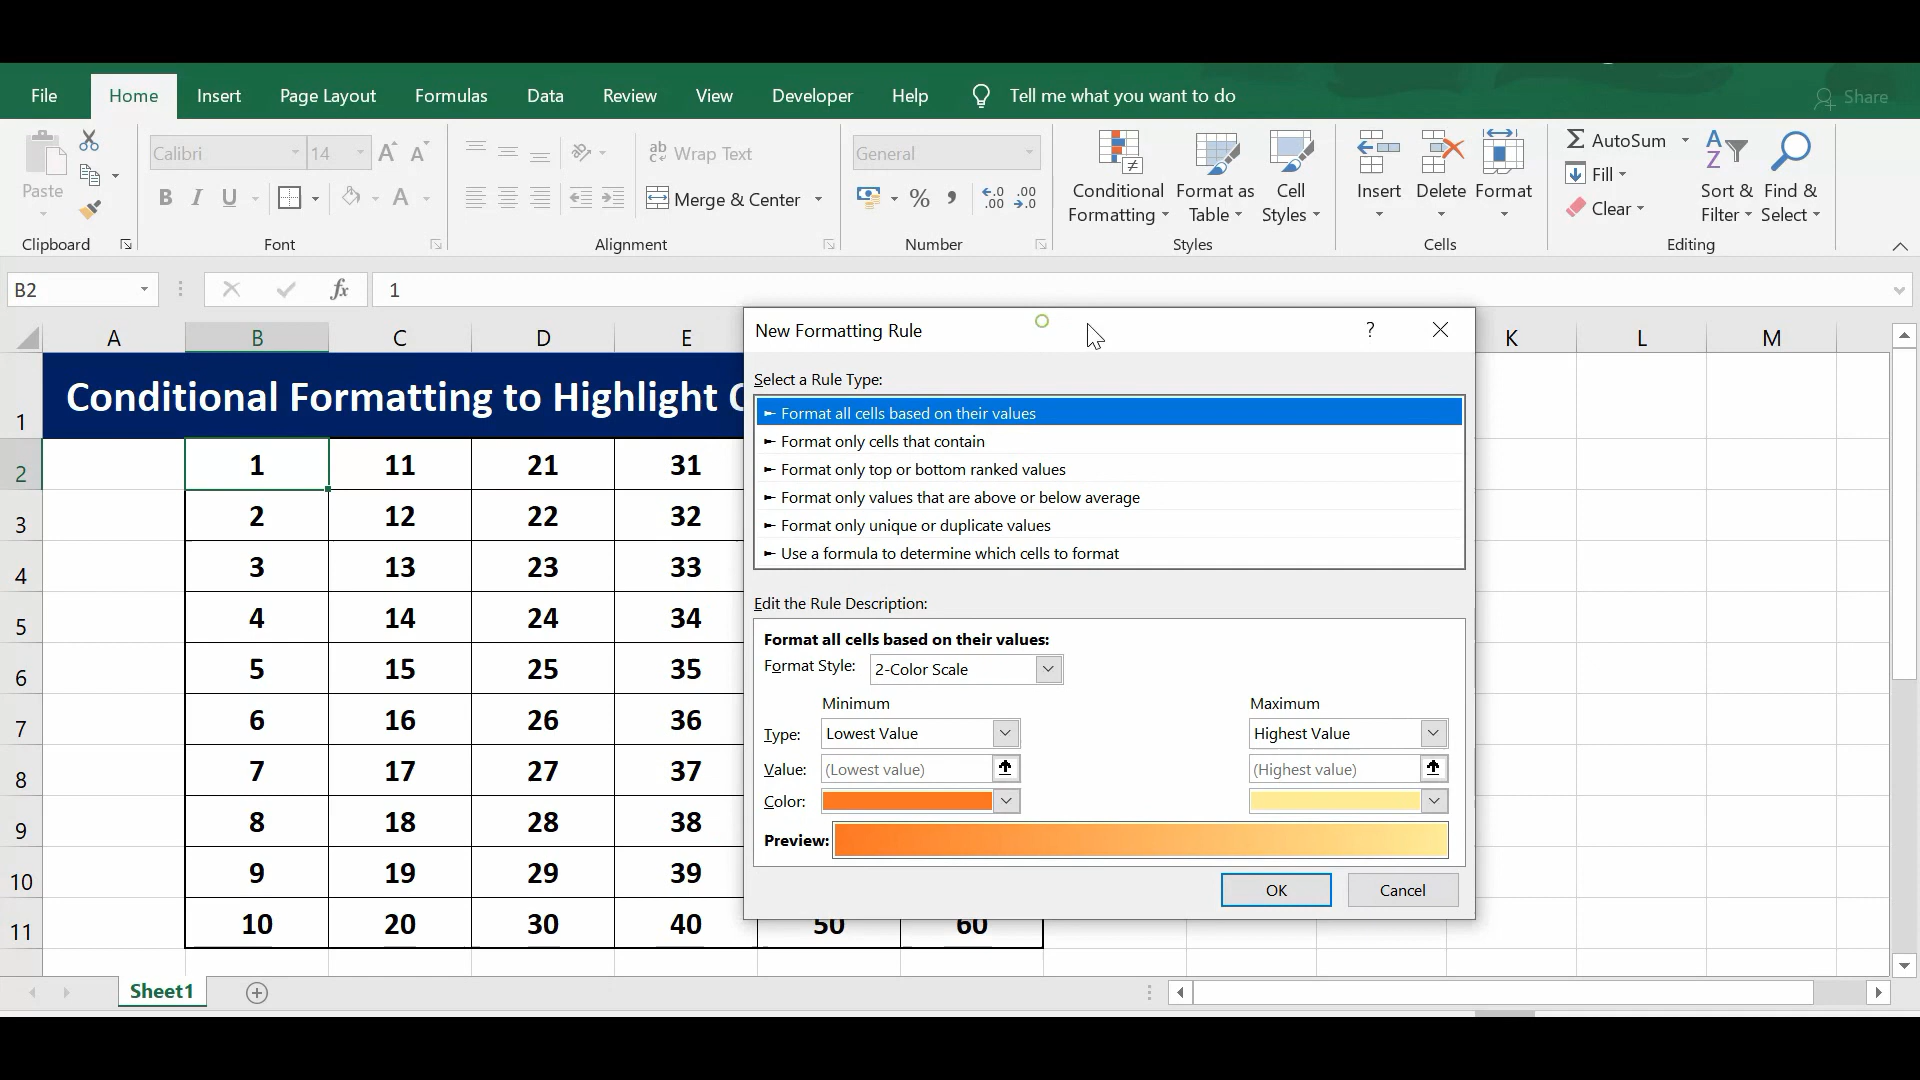 File Home Insert Page Layout Formulas Data Review View Developer Help Tell me what you want to do Share
Calibri 14 Wrap Text General AutoSum
Paste Conditional Formatting Format as Table Cell Styles Insert Delete Format Fill Sort & Filter Find & Select
B I U A Merge & Center % Clear
Clipboard Font Alignment Number Styles Cells Editing
B2 fx 1
A B C D E K L M
1 Conditional Formatting to Highlight
2 1 11 21 31
3 2 12 22 32
4 3 13 23 33
5 4 14 24 34
6 5 15 25 35
7 6 16 26 36
8 7 17 27 37
9 8 18 28 38
10 9 19 29 39
11 10 20 30 40 50 60
Sheet1
New Formatting Rule ?
Select a Rule Type:
► Format all cells based on their values
► Format only cells that contain
► Format only top or bottom ranked values
► Format only values that are above or below average
► Format only unique or duplicate values
► Use a formula to determine which cells to format
Edit the Rule Description:
Format all cells based on their values:
Format Style: 2-Color Scale
Minimum Maximum
Type: Lowest Value Highest Value
Value: (Lowest value) (Highest value)
Color:
Preview:
OK Cancel